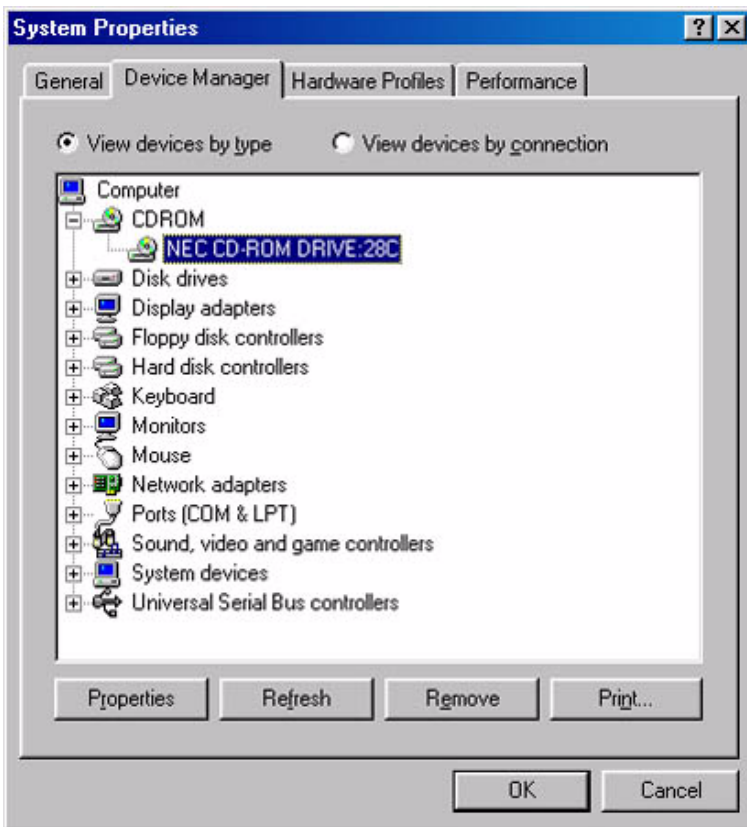 System Properties
General Device Manager Hardware Profiles Performance
View devices by type View devices by connection
Computer
CDROM
NEC CD-ROM DRIVE:28C
Disk drives
Display adapters
Floppy disk controllers
Hard disk controllers
Keyboard
Monitors
Mouse
Network adapters
Ports (COM & LPT)
Sound, video and game controllers
System devices
Universal Serial Bus controllers
Properties Refresh Remove Print...
OK Cancel